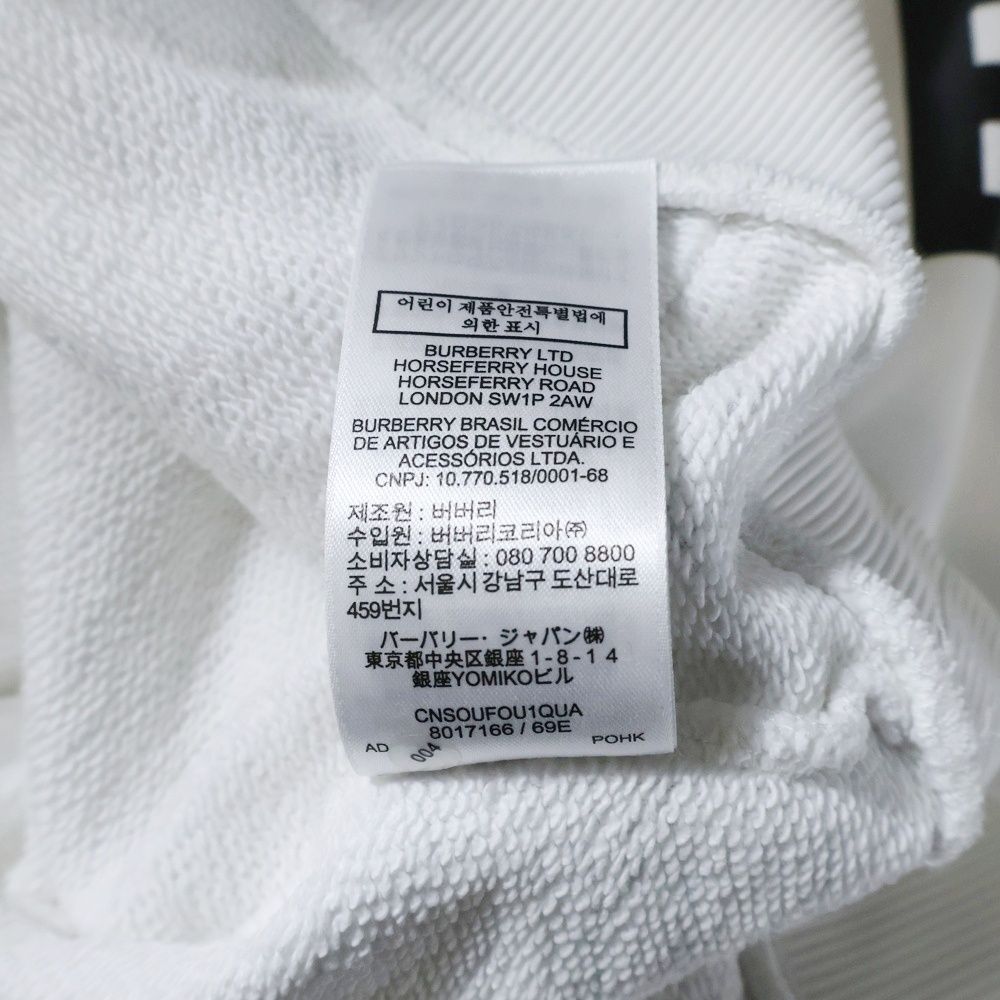 어린이 제품안전특별법에
의한 표시
BURBERRY LTD
HORSEFERRY HOUSE
HORSEFERRY ROAD
LONDON SW1P 2AW
BURBERRY BRASIL COMÉRCIO
DE ARTIGOS DE VESTUÁRIO E
ACESSÓRIOS LTDA.
CNPJ: 10.770.518/0001-68
제조원 : 버버리
수입원 : 버버리코리아㈜
소비자상담실 : 080 700 8800
주 소 : 서울시 강남구 도산대로
459번지
バーバリー・ジャパン㈱
東京都中央区銀座1-8-14
銀座YOMIKOビル
CNSOUFOU1QUA
8017166 / 69E
AD 004 POHK